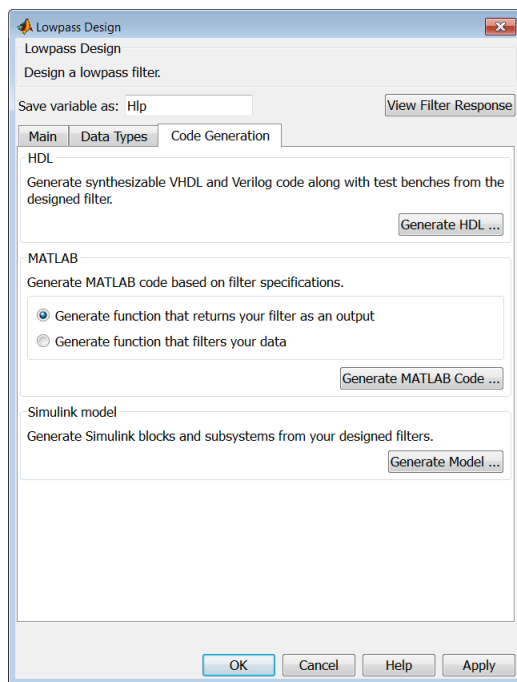 Lowpass Design
Lowpass Design
Design a lowpass filter.
Save variable as: Hlp
View Filter Response
Main Data Types Code Generation
HDL
Generate synthesizable VHDL and Verilog code along with test benches from the
designed filter.
Generate HDL ...
MATLAB
Generate MATLAB code based on filter specifications.
Generate function that returns your filter as an output
Generate function that filters your data
Generate MATLAB Code ...
Simulink model
Generate Simulink blocks and subsystems from your designed filters.
Generate Model ...
OK Cancel Help Apply